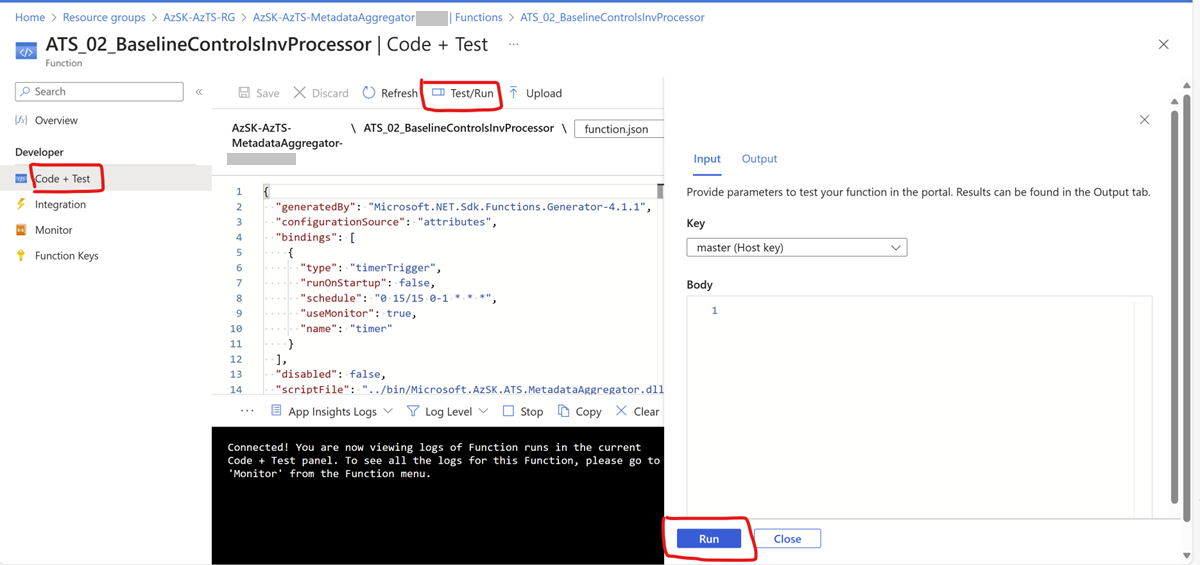 Home > Resource groups > AzSK-AzTS-RG > AzSK-AzTS-MetadataAggregator | Functions > ATS_02_BaselineControlsInvProcessor
ATS_02_BaselineControlsInvProcessor | Code + Test ...
Function
Search
«
Overview
Developer
Code + Test
Integration
Monitor
Function Keys
Save Discard Refresh Test/Run Upload
AzSK-AzTS-MetadataAggregator- \ ATS_02_BaselineControlsInvProcessor \ function.json
1 {
2 "generatedBy": "Microsoft.NET.Sdk.Functions.Generator-4.1.1",
3 "configurationSource": "attributes",
4 "bindings": [
5 {
6 "type": "timerTrigger",
7 "runOnStartup": false,
8 "schedule": "0 15/15 0-1 * * *",
9 "useMonitor": true,
10 "name": "timer"
11 }
12 ],
13 "disabled": false,
14 "scriptFile": "../bin/Microsoft.AzSK.ATS.MetadataAggregator.dll
... App Insights Logs Log Level Stop Copy Clear
Connected! You are now viewing logs of Function runs in the current
Code + Test panel. To see all the logs for this Function, please go to
'Monitor' from the Function menu.
Input Output
Provide parameters to test your function in the portal. Results can be found in the Output tab.
Key
master (Host key)
Body
1
Run Close